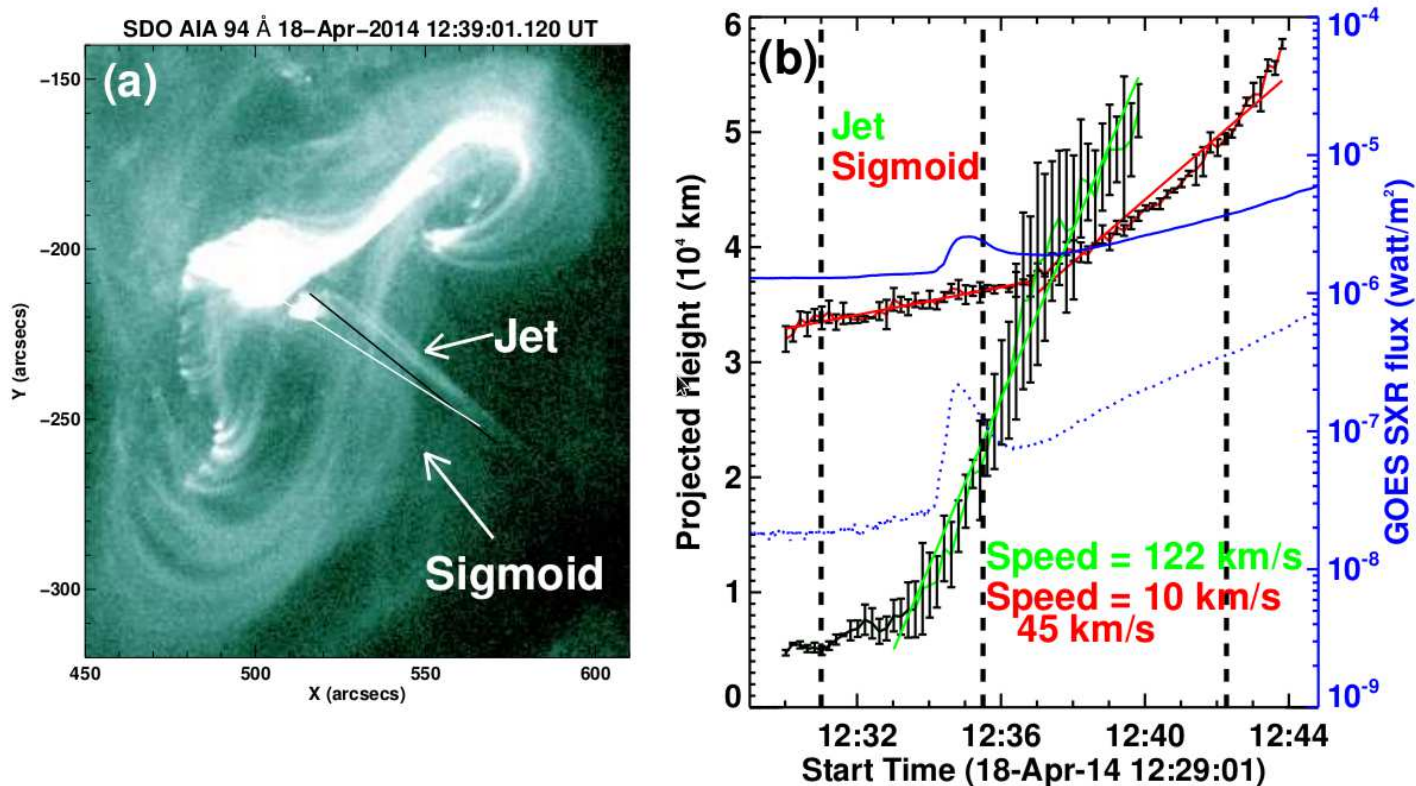 SDO AIA 94 Å 18−Apr−2014 12:39:01.120 UT
(a)
Jet
Sigmoid
−150
−200
−250
−300
Y (arcsecs)
450 500 550 600
X (arcsecs)
(b)
Jet
Sigmoid
Speed = 122 km/s
Speed = 10 km/s
45 km/s
6
5
4
3
2
1
0
Projected Height (10⁴ km)
10⁻⁴
10⁻⁵
10⁻⁶
10⁻⁷
10⁻⁸
10⁻⁹
GOES SXR flux (watt/m²)
12:32 12:36 12:40 12:44
Start Time (18-Apr-14 12:29:01)